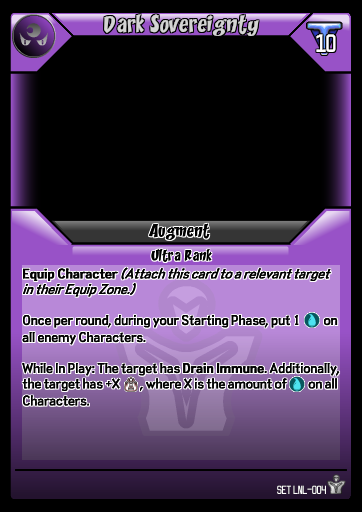 Dark Sovereignty
10
Augment
Ultra Rank
Equip Character (Attach this card to a relevant target
in their Equip Zone.)
Once per round, during your Starting Phase, put 1 on
all enemy Characters.
While In Play: The target has Drain Immune. Additionally,
the target has +X , where X is the amount of on all
Characters.
SET LNL-004